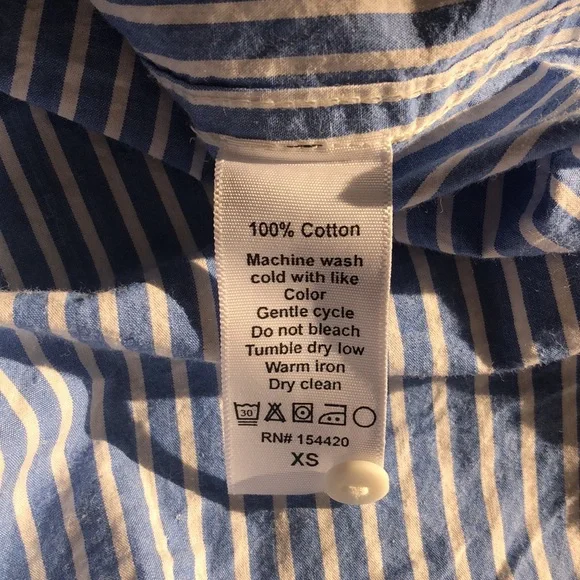 100% Cotton
Machine wash
cold with like
Color
Gentle cycle
Do not bleach
Tumble dry low
Warm iron
Dry clean
30
RN# 154420
XS